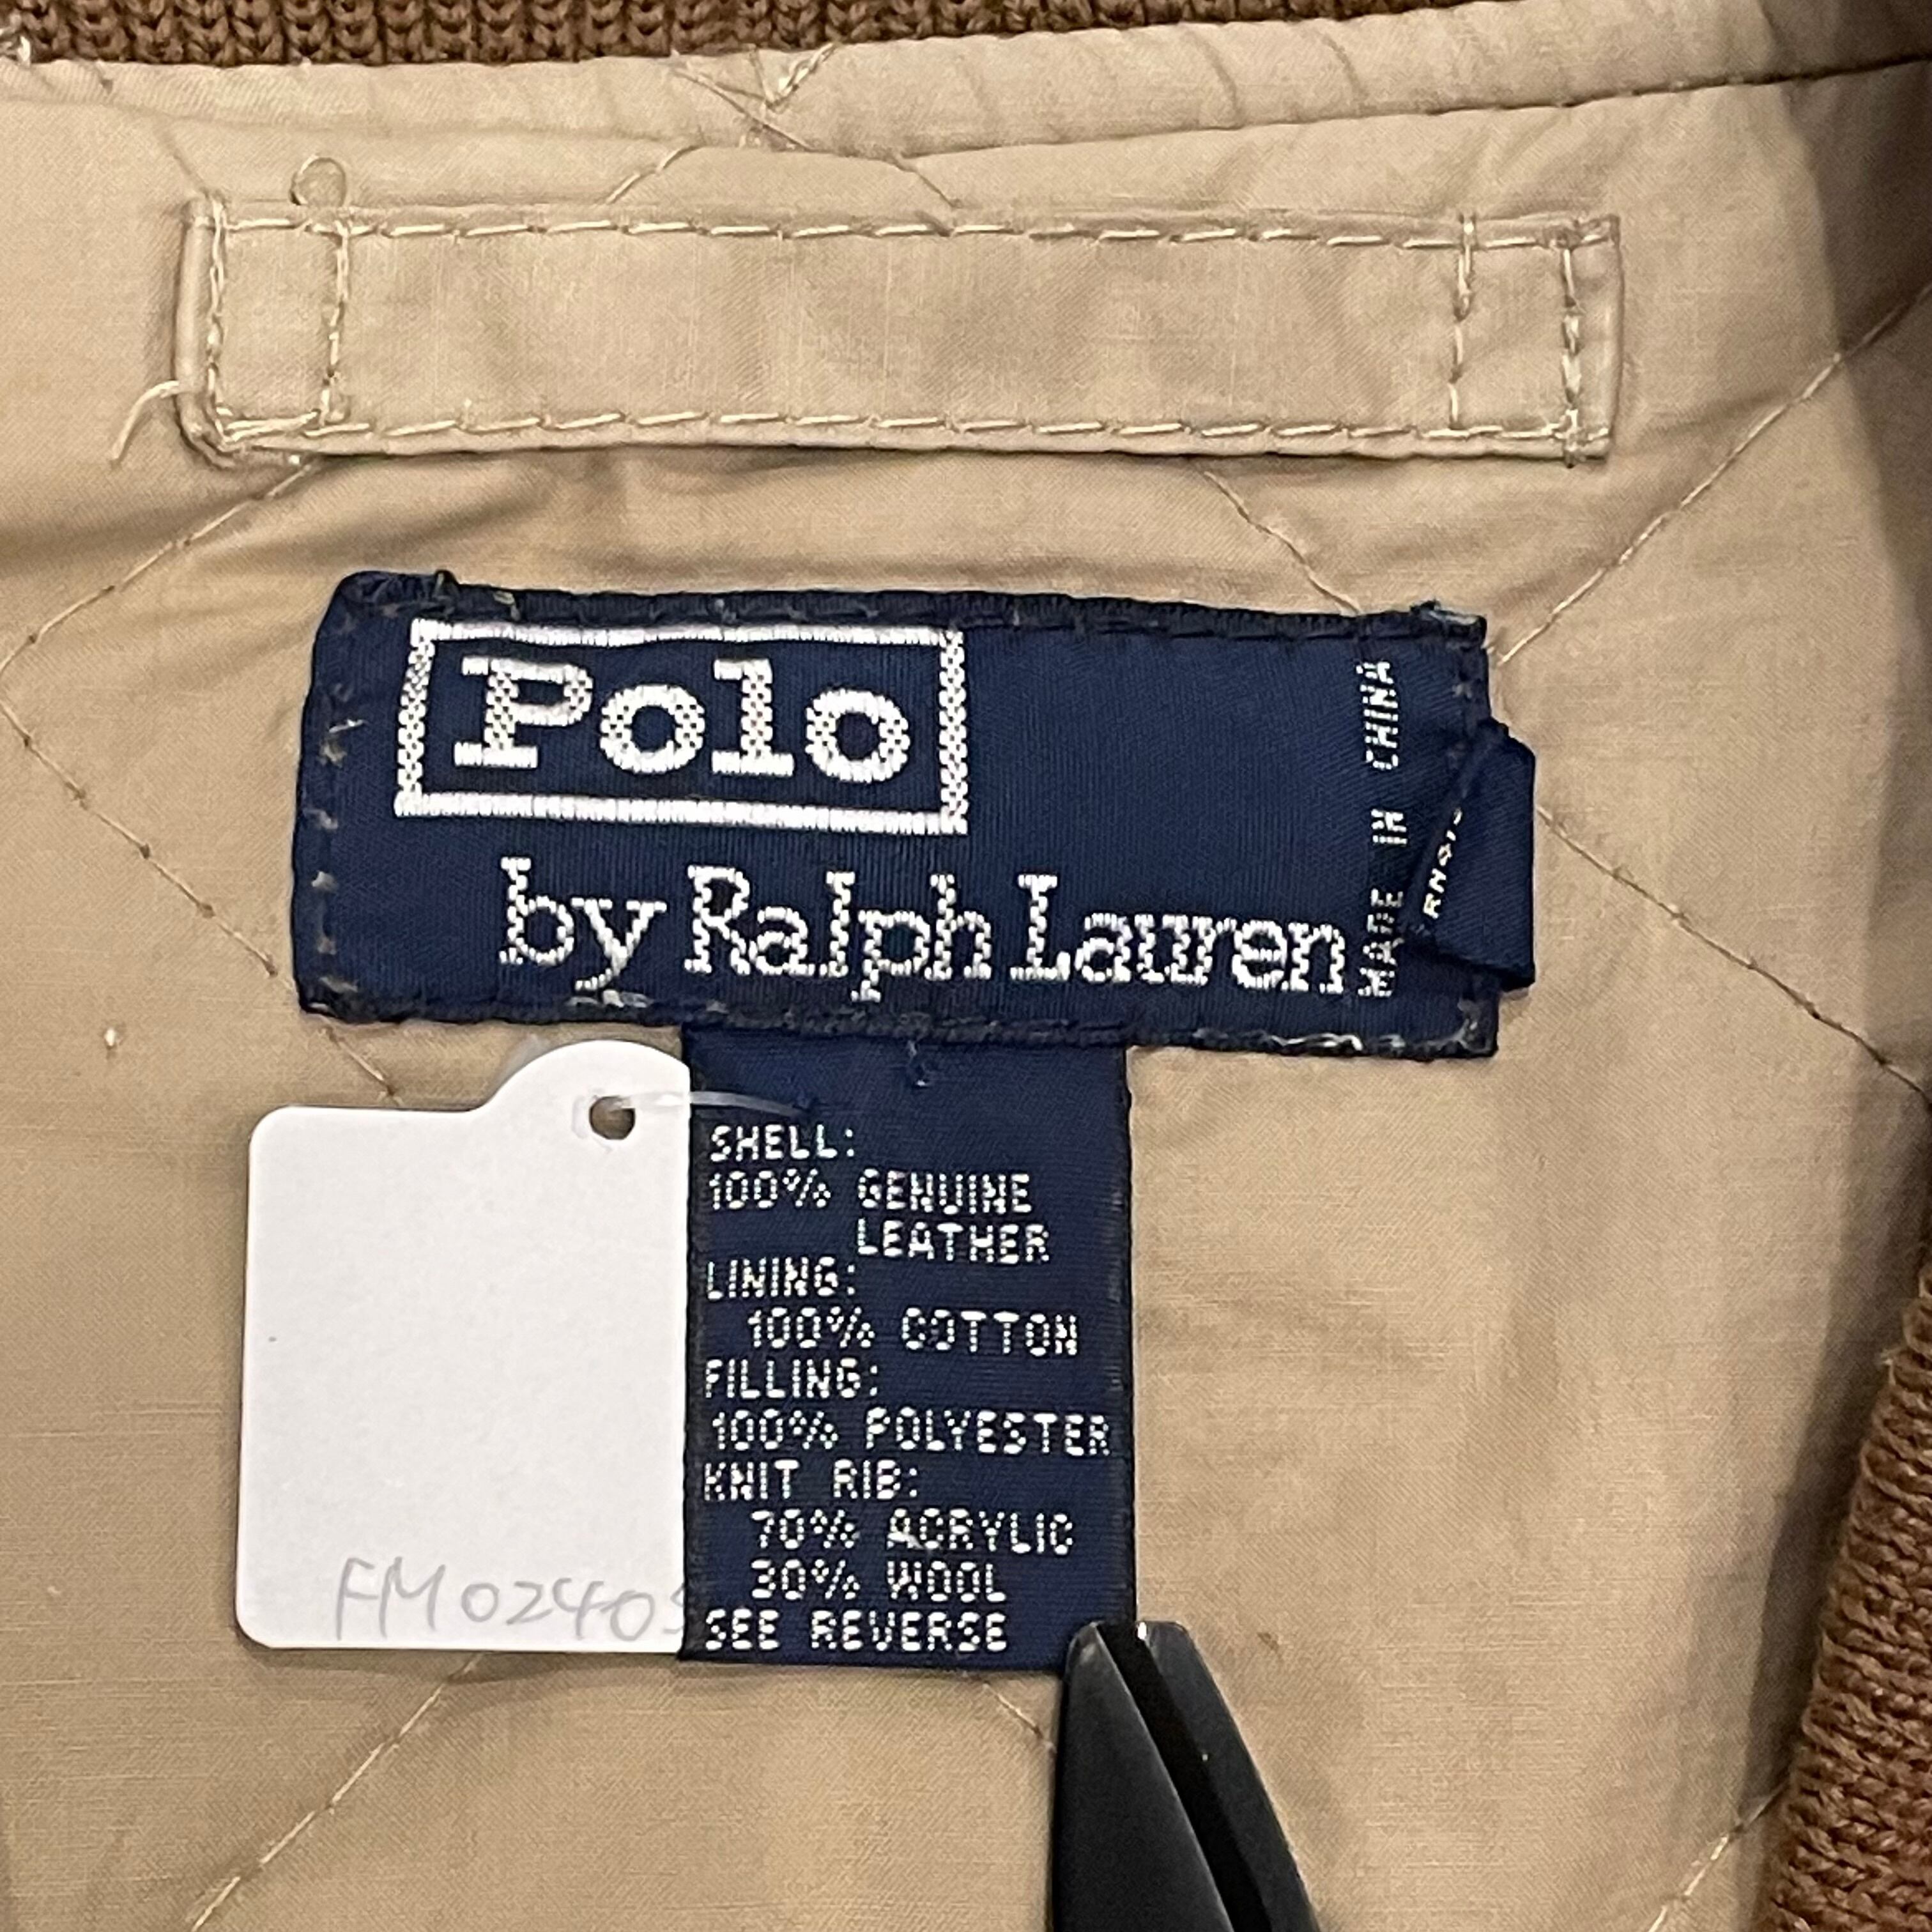 Polo
by Ralph Lauren
MADE IN CHINA
SHELL:
100% GENUINE
LEATHER
LINING:
100% COTTON
FILLING:
100% POLYESTER
KNIT RIB:
70% ACRYLIC
30% WOOL
SEE REVERSE